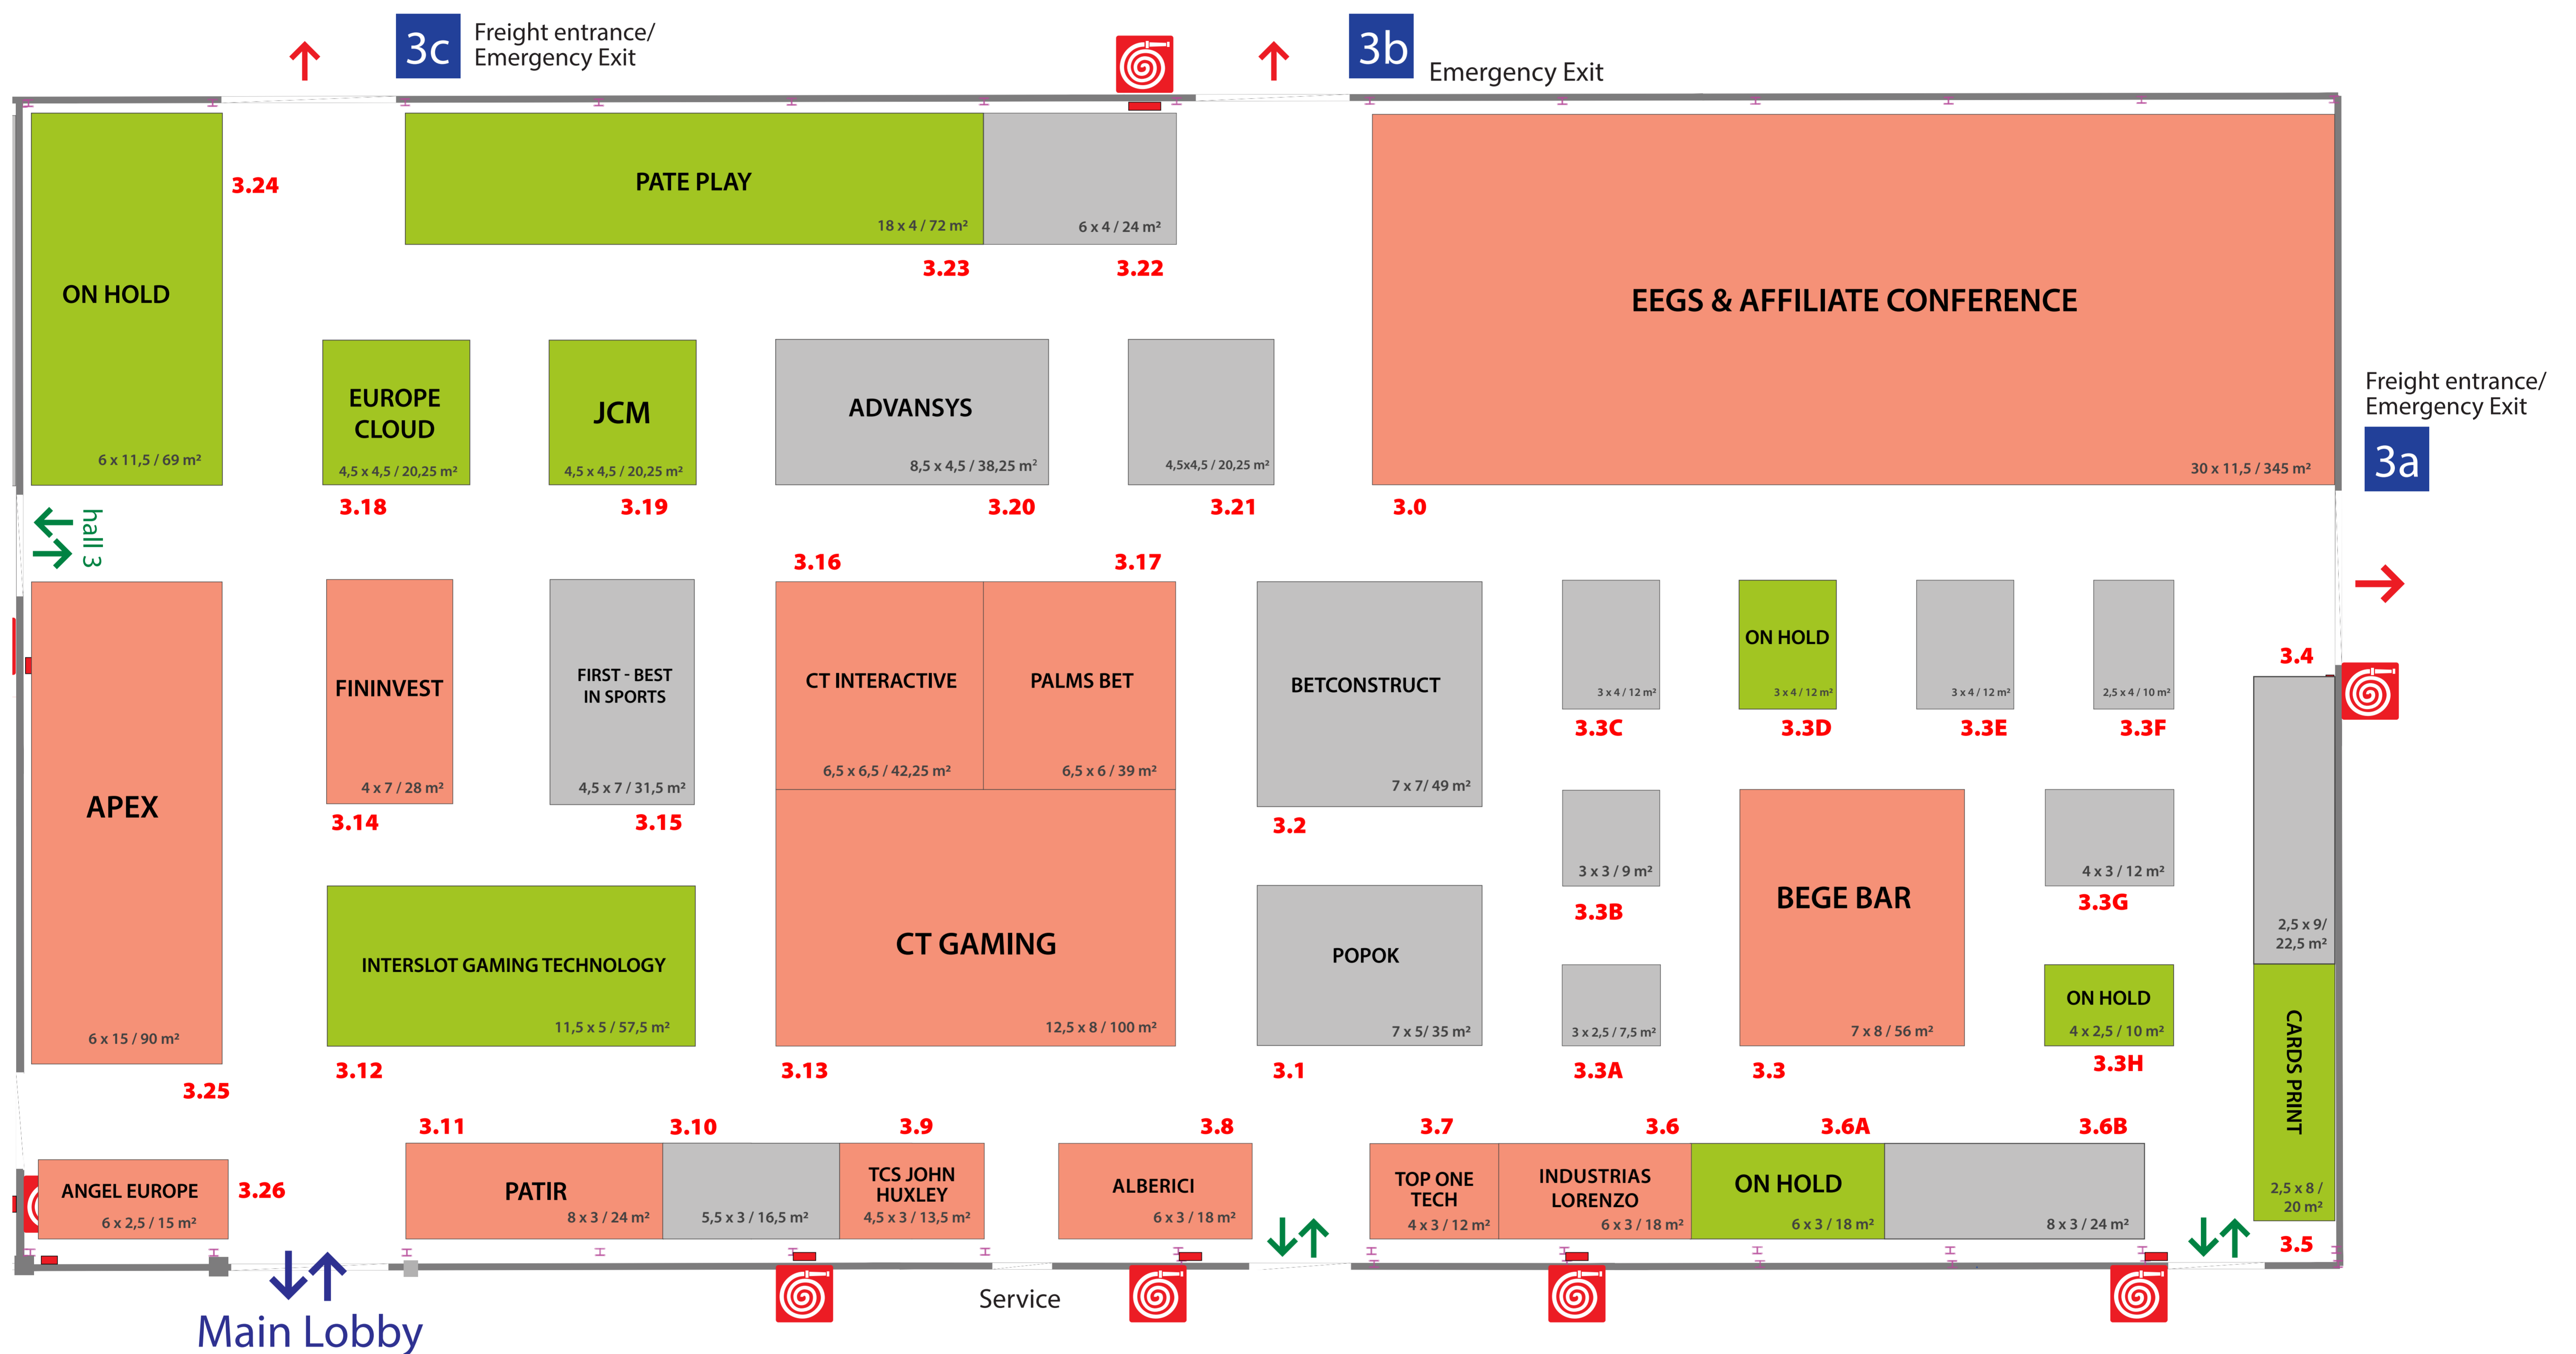 3c
Freight entrance/
Emergency Exit
3b
Emergency Exit
ON HOLD
6 x 11,5 / 69 m²
3.24
PATE PLAY
18 x 4 / 72 m²
3.23
6 x 4 / 24 m²
3.22
EEGS & AFFILIATE CONFERENCE
30 x 11,5 / 345 m²
3.0
Freight entrance/
Emergency Exit
3a
EUROPE
CLOUD
4,5 x 4,5 / 20,25 m²
3.18
JCM
4,5 x 4,5 / 20,25 m²
3.19
ADVANSYS
8,5 x 4,5 / 38,25 m²
3.20
4,5x4,5 / 20,25 m²
3.21
hall 3
APEX
6 x 15 / 90 m²
3.25
FININVEST
4 x 7 / 28 m²
3.14
FIRST - BEST
IN SPORTS
4,5 x 7 / 31,5 m²
3.15
3.16
CT INTERACTIVE
6,5 x 6,5 / 42,25 m²
3.17
PALMS BET
6,5 x 6 / 39 m²
BETCONSTRUCT
7 x 7/ 49 m²
3.2
3 x 4 / 12 m²
3.3C
ON HOLD
3 x 4 / 12 m²
3.3D
3 x 4 / 12 m²
3.3E
2,5 x 4 / 10 m²
3.3F
3.4
2,5 x 9/
22,5 m²
INTERSLOT GAMING TECHNOLOGY
11,5 x 5 / 57,5 m²
3.12
CT GAMING
12,5 x 8 / 100 m²
3.13
POPOK
7 x 5/ 35 m²
3.1
3 x 3 / 9 m²
3.3B
3 x 2,5 / 7,5 m²
3.3A
BEGE BAR
7 x 8 / 56 m²
3.3
4 x 3 / 12 m²
3.3G
ON HOLD
4 x 2,5 / 10 m²
3.3H
CARDS PRINT
2,5 x 8 /
20 m²
3.5
ANGEL EUROPE
6 x 2,5 / 15 m²
3.26
3.11
PATIR
8 x 3 / 24 m²
3.10
5,5 x 3 / 16,5 m²
3.9
TCS JOHN
HUXLEY
4,5 x 3 / 13,5 m²
3.8
ALBERICI
6 x 3 / 18 m²
3.7
TOP ONE
TECH
4 x 3 / 12 m²
3.6
INDUSTRIAS
LORENZO
6 x 3 / 18 m²
3.6A
ON HOLD
6 x 3 / 18 m²
3.6B
8 x 3 / 24 m²
Service
Main Lobby